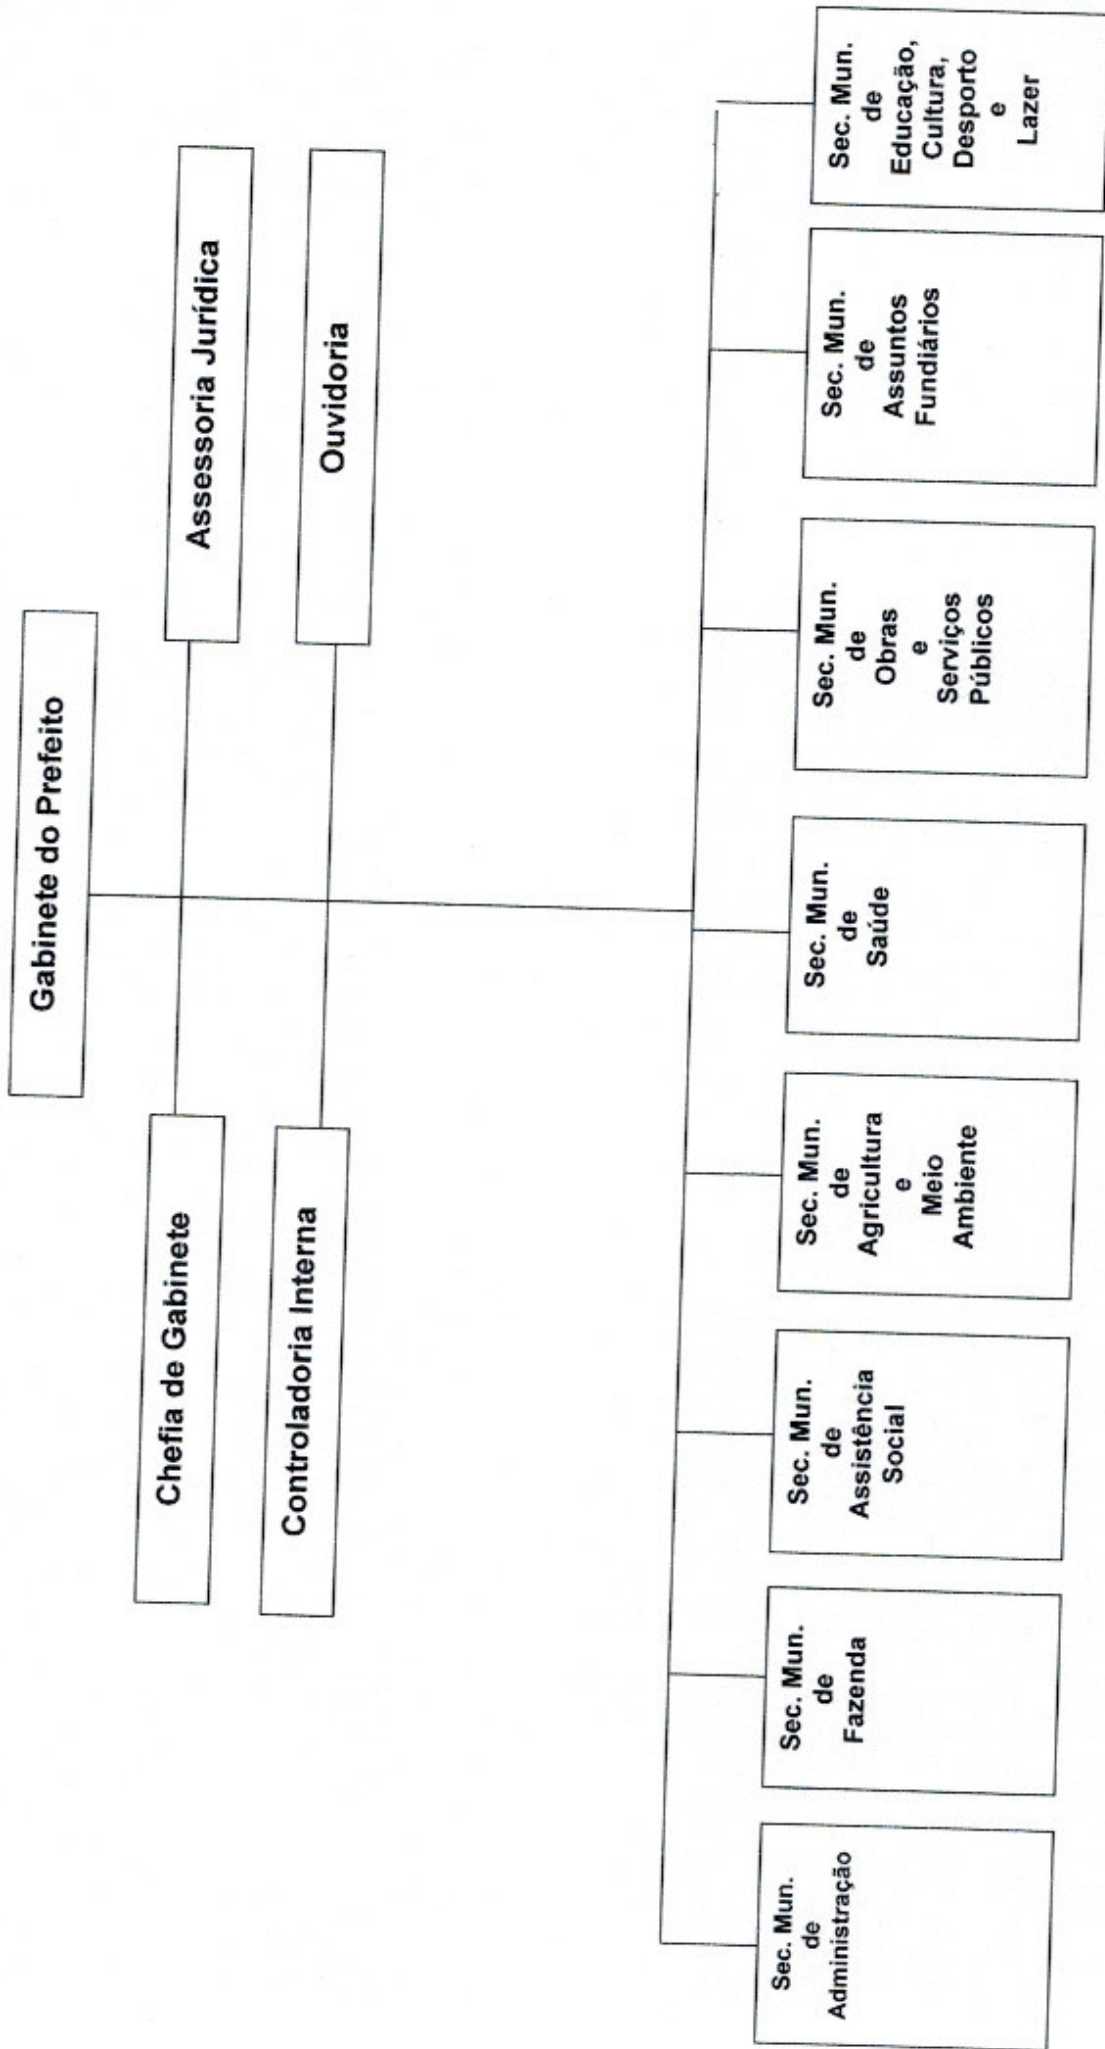 Gabinete do Prefeito
Chefia de Gabinete
Assessoria Jurídica
Controladoria Interna
Ouvidoria
Sec. Mun.
de
Administração
Sec. Mun.
de
Fazenda
Sec. Mun.
de
Assistência
Social
Sec. Mun.
de
Agricultura
e
Meio
Ambiente
Sec. Mun.
de
Saúde
Sec. Mun.
de
Obras
e
Serviços
Públicos
Sec. Mun.
de
Assuntos
Fundiários
Sec. Mun.
de
Educação,
Cultura,
Desporto
e
Lazer